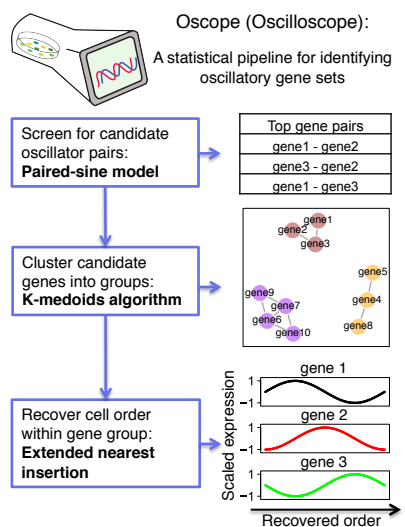 Oscope (Oscilloscope):
A statistical pipeline for identifying
oscillatory gene sets
Screen for candidate
oscillator pairs:
Paired-sine model
Top gene pairs
gene1 - gene2
gene3 - gene2
gene1 - gene3
Cluster candidate
genes into groups:
K-medoids algorithm
gene1
gene2
gene3
gene5
gene9
gene7
gene4
gene6
gene8
gene10
Recover cell order
within gene group:
Extended nearest
insertion
Scaled expression
gene 1
1
−1
gene 2
1
−1
gene 3
1
−1
Recovered order